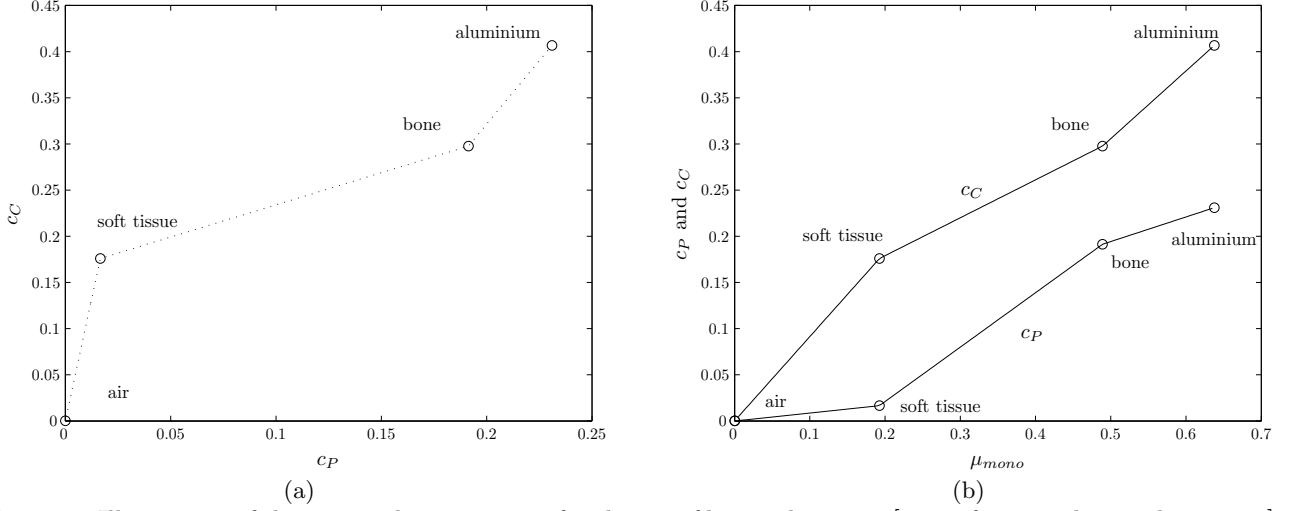 0.45
0.4
0.35
0.3
0.25
0.2
0.15
0.1
0.05
0
c_C
aluminium
bone
soft tissue
air
0 0.05 0.1 0.15 0.2 0.25
c_P
(a)
0.45
0.4
0.35
0.3
0.25
0.2
0.15
0.1
0.05
0
c_P and c_C
aluminium
bone
c_C
soft tissue
aluminium
bone
c_P
air
soft tissue
0 0.1 0.2 0.3 0.4 0.5 0.6 0.7
μ_mono
(b)